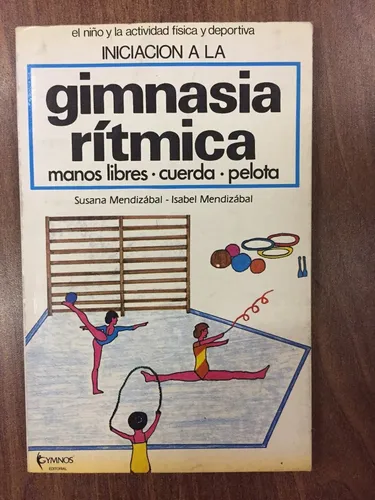 el niño y la actividad física y deportiva
INICIACION A LA
gimnasia
rítmica
manos libres · cuerda · pelota
Susana Mendizábal - Isabel Mendizábal
GYMNOS
EDITORIAL